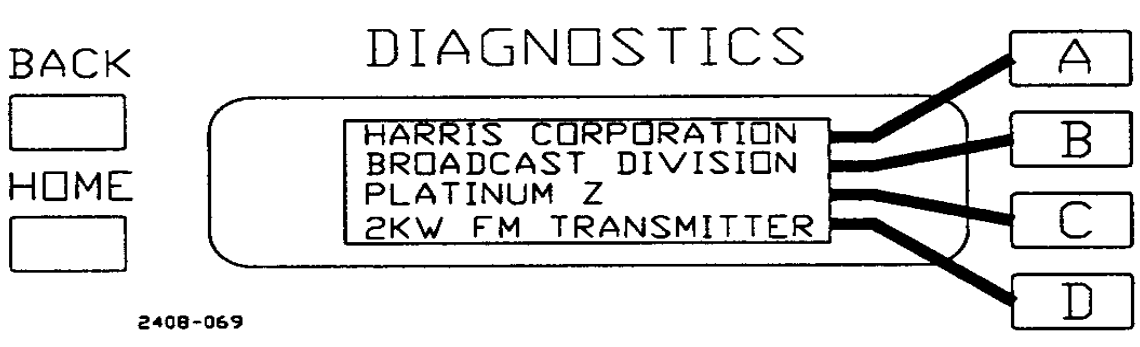 DIAGNOSTICS
BACK
HOME
HARRIS CORPORATION
BROADCAST DIVISION
PLATINUM Z
2KW FM TRANSMITTER
A
B
C
D
2408-069